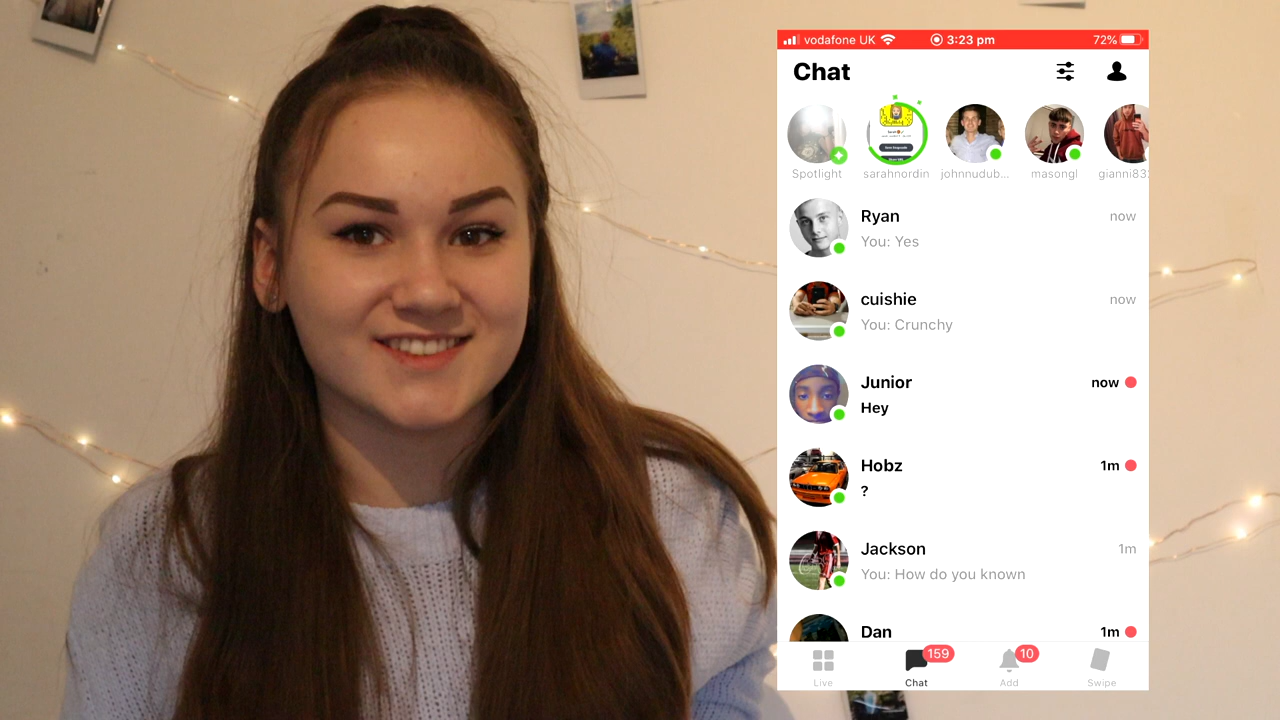 vodafone UK 3:23 pm 72%
Chat
Spotlight sarahnordin johnnudub... masongl gianni83
Ryan now
You: Yes
cuishie now
You: Crunchy
Junior now
Hey
Hobz 1m
?
Jackson 1m
You: How do you known
Dan 1m
159 10
Live Chat Add Swipe